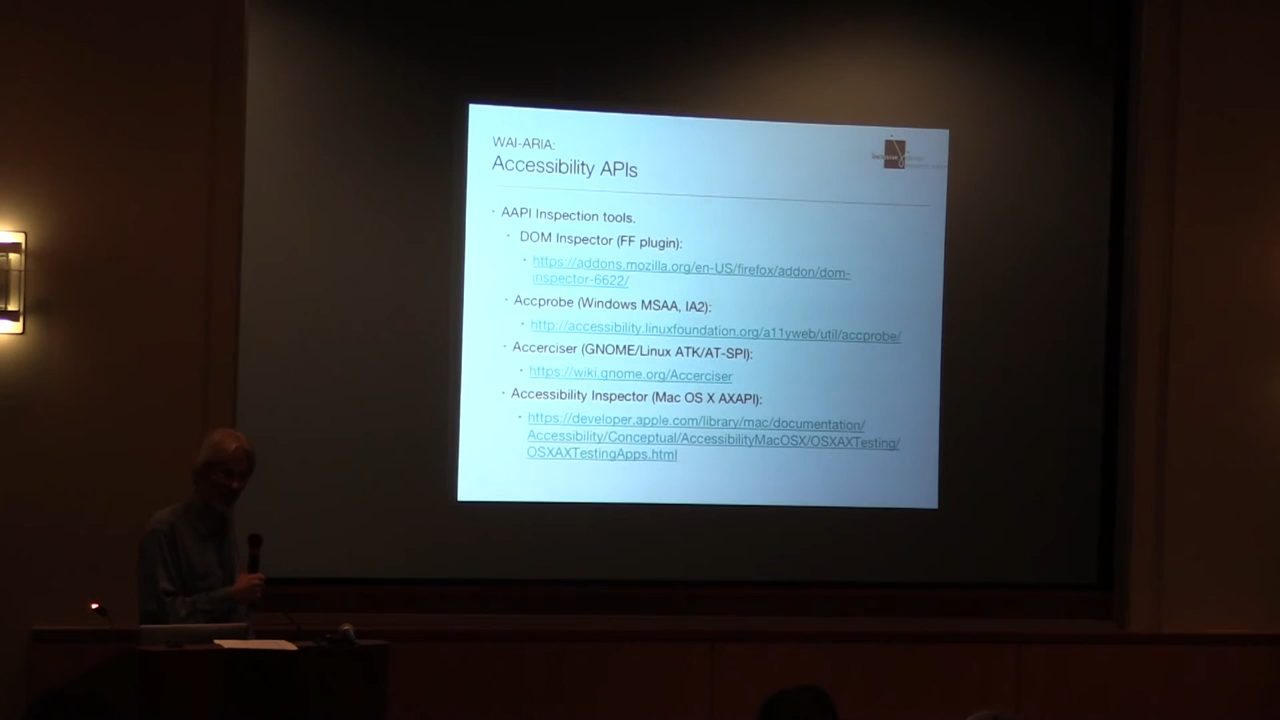 WAI-ARIA:
Accessibility APIs
· AAPI Inspection tools.
· DOM Inspector (FF plugin):
· https://addons.mozilla.org/en-US/firefox/addon/dom-
inspector-6622/
· Accprobe (Windows MSAA, IA2):
· http://accessibility.linuxfoundation.org/a11yweb/util/accprobe/
· Accerciser (GNOME/Linux ATK/AT-SPI):
· https://wiki.gnome.org/Accerciser
· Accessibility Inspector (Mac OS X AXAPI):
· https://developer.apple.com/library/mac/documentation/
Accessibility/Conceptual/AccessibilityMacOSX/OSXAXTesting/
OSXAXTestingApps.html